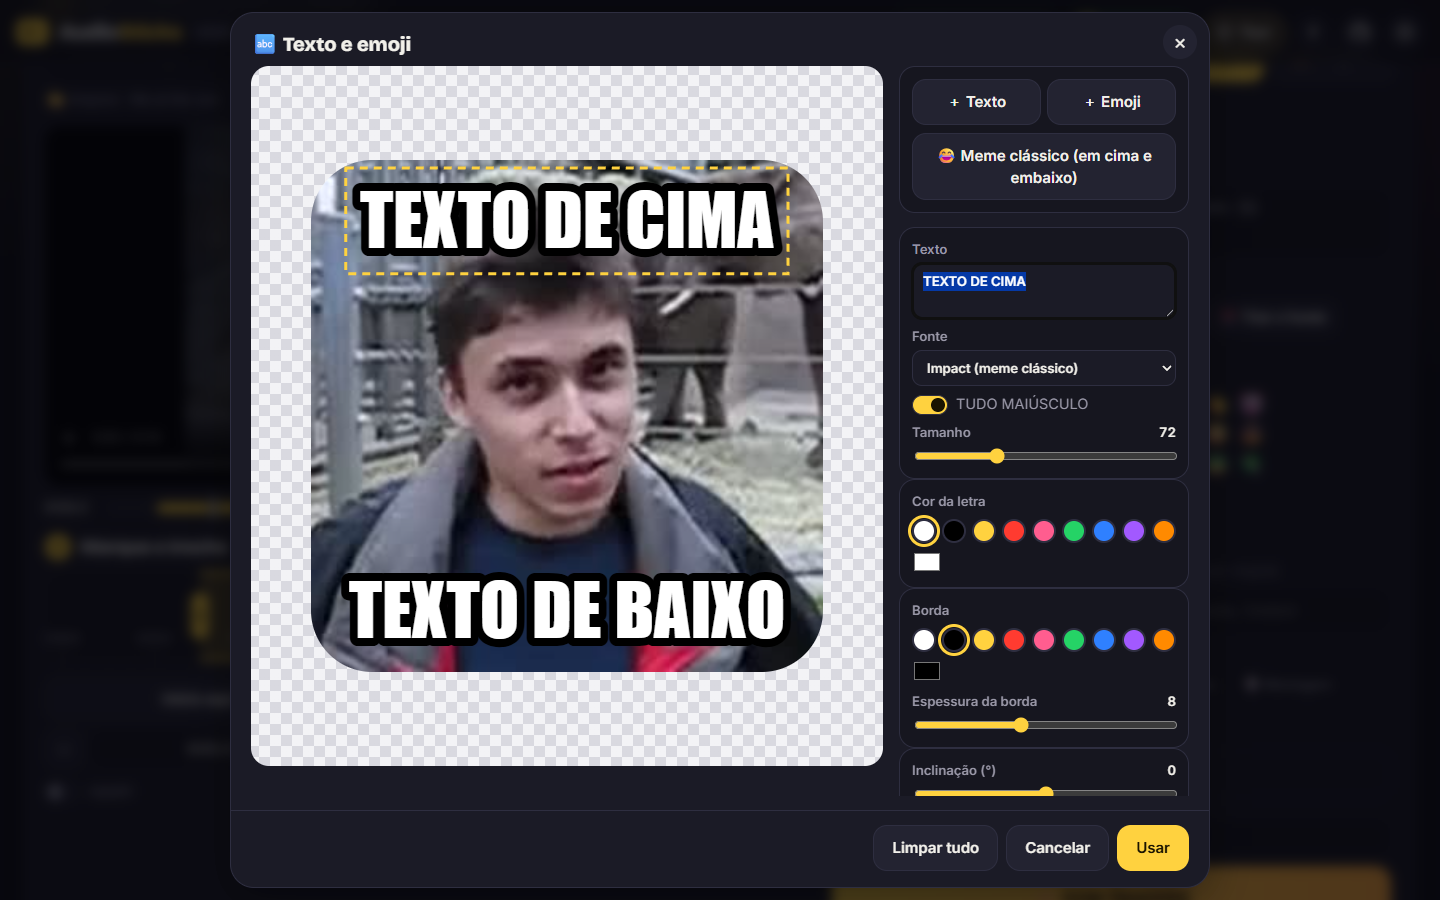 Texto e emoji
+ Texto
+ Emoji
Meme clássico (em cima e
embaixo)
TEXTO DE CIMA
TEXTO DE BAIXO
Texto
TEXTO DE CIMA
Fonte
Impact (meme clássico)
TUDO MAIÚSCULO
Tamanho 72
Cor da letra
Borda
Espessura da borda 8
Inclinação (°) 0
Limpar tudo
Cancelar
Usar